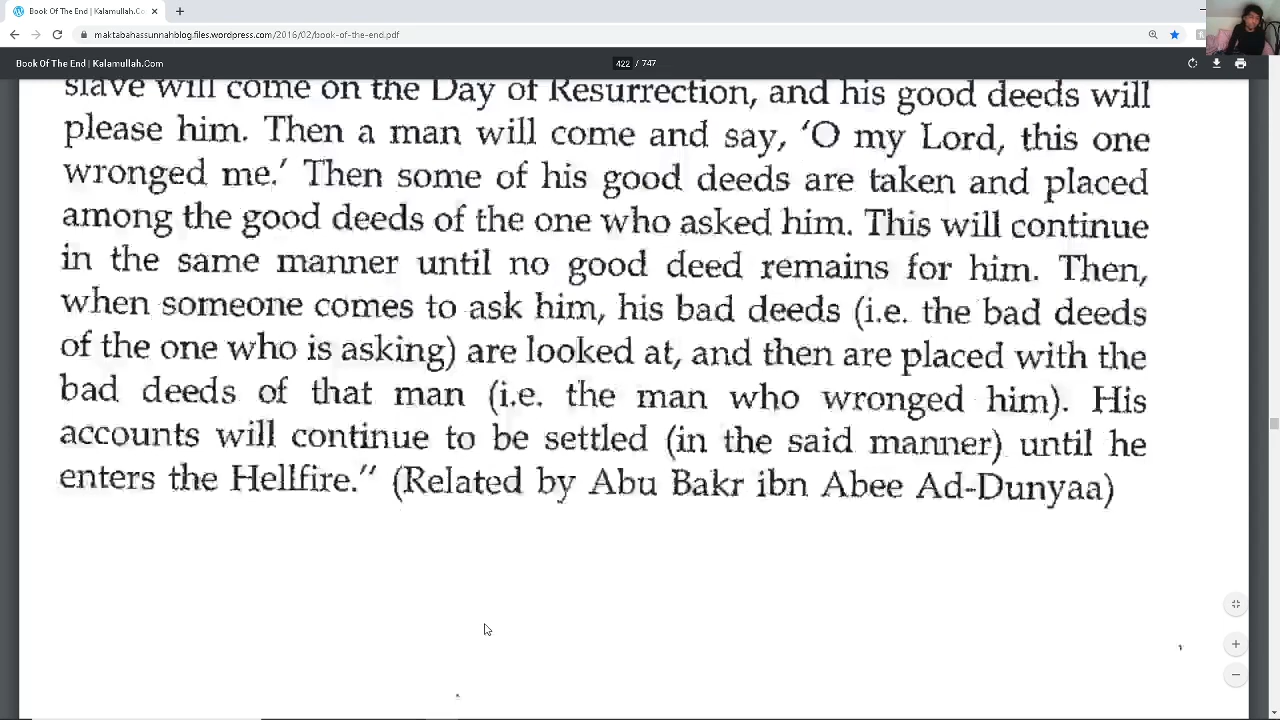 Book Of The End | Kalamullah.Co
maktabahassunnahblog.files.wordpress.com/2016/02/book-of-the-end.pdf
Book Of The End | Kalamullah.Com
422 / 747
slave will come on the Day of Resurrection, and his good deeds will
please him. Then a man will come and say, ‘O my Lord, this one
wronged me.’ Then some of his good deeds are taken and placed
among the good deeds of the one who asked him. This will continue
in the same manner until no good deed remains for him. Then,
when someone comes to ask him, his bad deeds (i.e. the bad deeds
of the one who is asking) are looked at, and then are placed with the
bad deeds of that man (i.e. the man who wronged him). His
accounts will continue to be settled (in the said manner) until he
enters the Hellfire.” (Related by Abu Bakr ibn Abee Ad-Dunyaa)